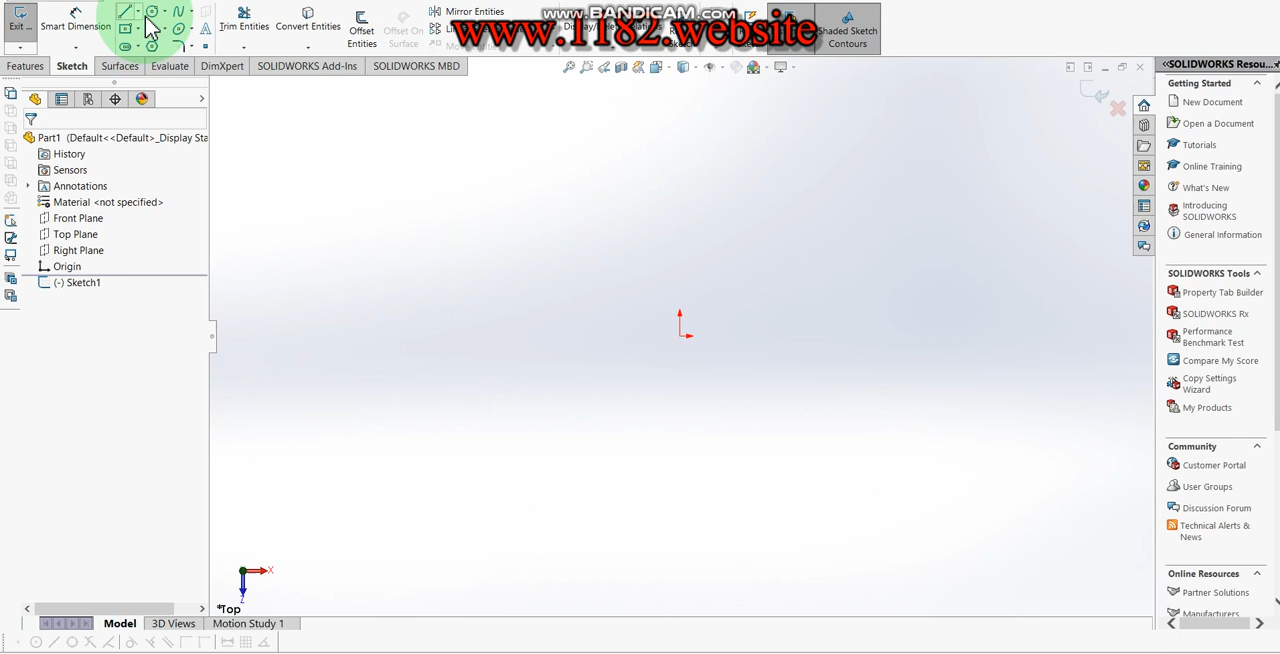 www.BANDICAM.com
www.1182.website
Exit ...
Smart Dimension
Trim Entities
Convert Entities
Offset
Entities
Offset On
Surface
Mirror Entities
Shaded Sketch
Contours
Features
Sketch
Surfaces
Evaluate
DimXpert
SOLIDWORKS Add-Ins
SOLIDWORKS MBD
Part1 (Default<<Default>_Display Sta
History
Sensors
Annotations
Material <not specified>
Front Plane
Top Plane
Right Plane
Origin
(-) Sketch1
X
Z
*Top
Model
3D Views
Motion Study 1
SOLIDWORKS Resou...
Getting Started
New Document
Open a Document
Tutorials
Online Training
What's New
Introducing
SOLIDWORKS
General Information
SOLIDWORKS Tools
Property Tab Builder
SOLIDWORKS Rx
Performance
Benchmark Test
Compare My Score
Copy Settings
Wizard
My Products
Community
Customer Portal
User Groups
Discussion Forum
Technical Alerts &
News
Online Resources
Partner Solutions
Manufacturers